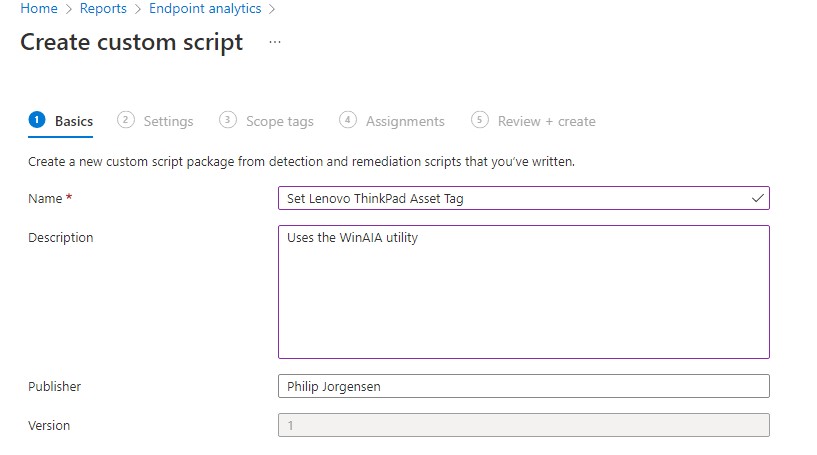 Home > Reports > Endpoint analytics >
Create custom script ...
1 Basics 2 Settings 3 Scope tags 4 Assignments 5 Review + create
Create a new custom script package from detection and remediation scripts that you've written.
Name * Set Lenovo ThinkPad Asset Tag
Description Uses the WinAIA utility
Publisher Philip Jorgensen
Version 1